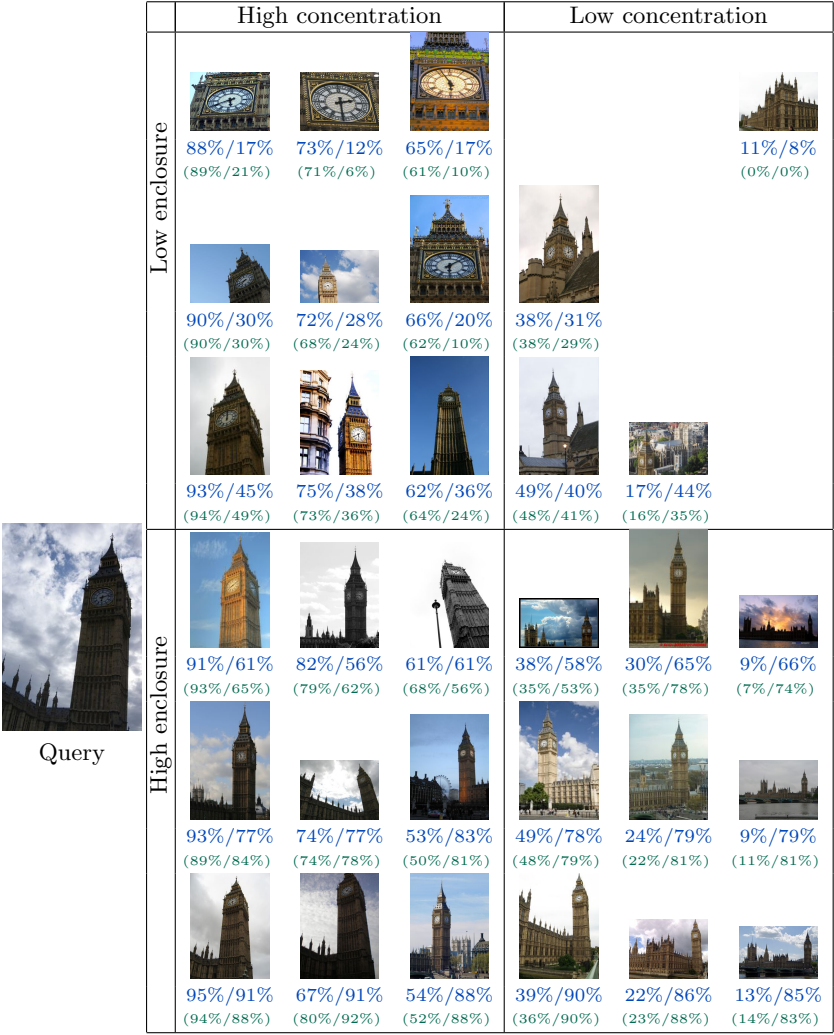 High concentration Low concentration
Low enclosure
88%/17% 73%/12% 65%/17% 11%/8%
(89%/21%) (71%/6%) (61%/10%) (0%/0%)
90%/30% 72%/28% 66%/20% 38%/31%
(90%/30%) (68%/24%) (62%/10%) (38%/29%)
93%/45% 75%/38% 62%/36% 49%/40% 17%/44%
(94%/49%) (73%/36%) (64%/24%) (48%/41%) (16%/35%)
Query
High enclosure
91%/61% 82%/56% 61%/61% 38%/58% 30%/65% 9%/66%
(93%/65%) (79%/62%) (68%/56%) (35%/53%) (35%/78%) (7%/74%)
93%/77% 74%/77% 53%/83% 49%/78% 24%/79% 9%/79%
(89%/84%) (74%/78%) (50%/81%) (48%/79%) (22%/81%) (11%/81%)
95%/91% 67%/91% 54%/88% 39%/90% 22%/86% 13%/85%
(94%/88%) (80%/92%) (52%/88%) (36%/90%) (23%/88%) (14%/83%)